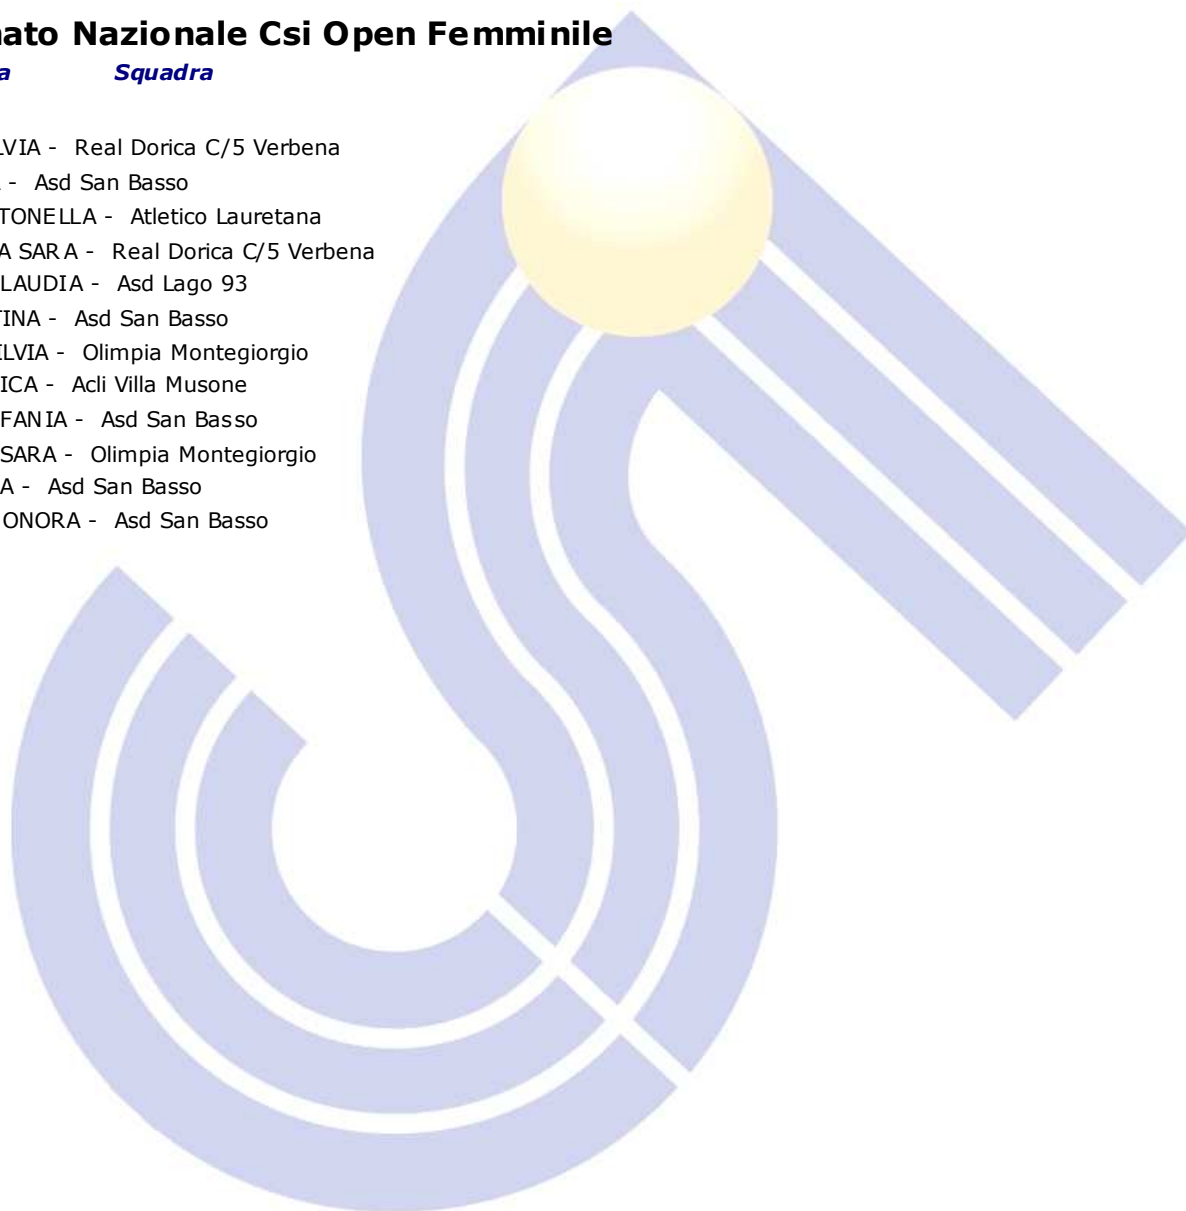 nato Nazionale Csi Open Femminile
a Squadra
LVIA - Real Dorica C/5 Verbena
- Asd San Basso
TONELLA - Atletico Lauretana
A SARA - Real Dorica C/5 Verbena
LAUDIA - Asd Lago 93
TINA - Asd San Basso
ILVIA - Olimpia Montegiorgio
ICA - Acli Villa Musone
FANIA - Asd San Basso
SARA - Olimpia Montegiorgio
A - Asd San Basso
ONORA - Asd San Basso